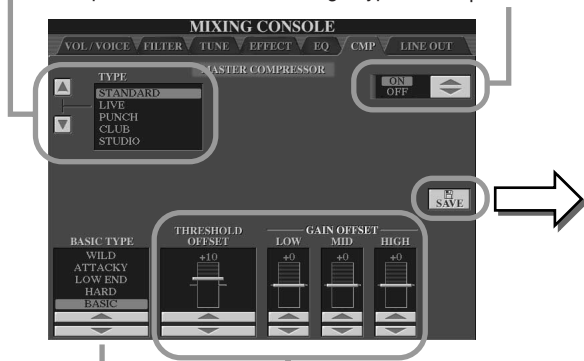 MIXING CONSOLE
VOL / VOICE FILTER TUNE EFFECT EQ CMP LINE OUT
MASTER COMPRESSOR
TYPE
STANDARD
LIVE
PUNCH
CLUB
STUDIO
ON
OFF
SAVE
BASIC TYPE
WILD
ATTACKY
LOW END
HARD
BASIC
THRESHOLD
OFFSET
+10
GAIN OFFSET
LOW MID HIGH
+0 +0 +0